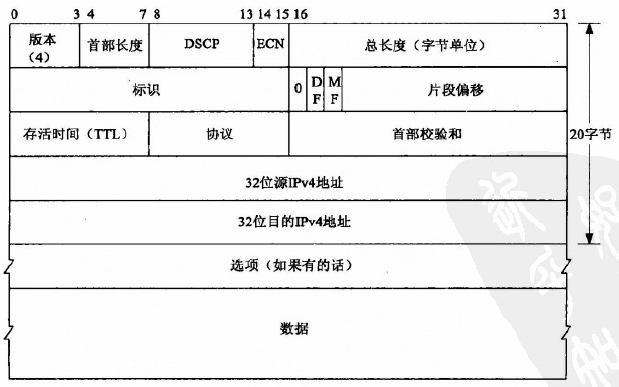 0 3 4 7 8 13 14 15 16 31
版本 首部长度 DSCP ECN 总长度（字节单位）
（4）
标识 0 D M 片段偏移
F F
存活时间（TTL） 协议 首部校验和 20字节
32位源IPv4地址
32位目的IPv4地址
选项（如果有的话）
数据